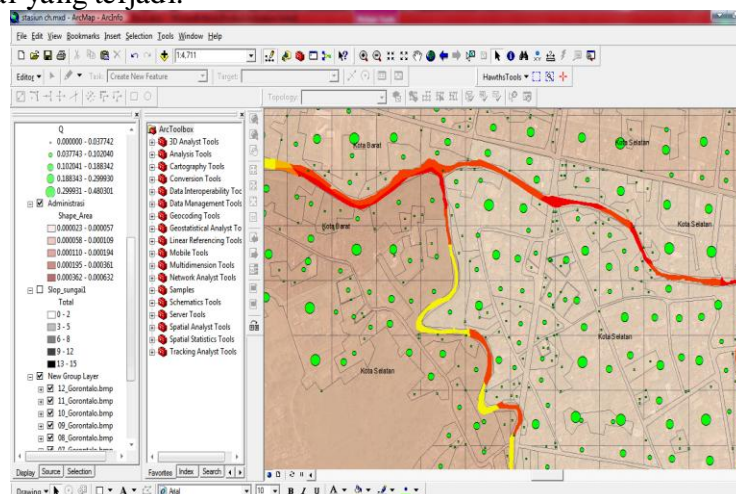 i yang terjadi.
stasiun ch.mxd - ArcMap - ArcInfo
File Edit View Bookmarks Insert Selection Tools Window Help
1:4,711
Editor Task: Create New Feature Target:
HawthsTools
Topology:
Q
0.000000 - 0.037742
0.037743 - 0.102040
0.102041 - 0.188342
0.188343 - 0.299930
0.299931 - 0.480301
Administrasi
Shape_Area
0.000023 - 0.000057
0.000058 - 0.000109
0.000110 - 0.000194
0.000195 - 0.000361
0.000362 - 0.000632
Slop_sungai1
Total
0 - 2
3 - 5
6 - 8
9 - 12
13 - 15
New Group Layer
12_Gorontalo.bmp
11_Gorontalo.bmp
10_Gorontalo.bmp
09_Gorontalo.bmp
08_Gorontalo.bmp
07_Gorontalo.bmp
Display Source Selection
ArcToolbox
3D Analyst Tools
Analysis Tools
Cartography Tools
Conversion Tools
Data Interoperability Toc
Data Management Tools
Geocoding Tools
Geostatistical Analyst To
Linear Referencing Tools
Mobile Tools
Multidimension Tools
Network Analyst Tools
Samples
Schematics Tools
Server Tools
Spatial Analyst Tools
Spatial Statistics Tools
Tracking Analyst Tools
Favorites Index Search
Kota Barat
Kota Selatan
Kota Barat
Kota Selatan
Kota Selatan
Kota Selatan
Drawing Arial 10 B I U A